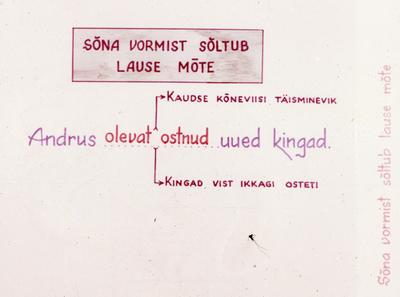 SÕNA VORMIST SÕLTUB
LAUSE MÕTE
KAUDSE KÕNEVIISI TÄISMINEVIK
Andrus olevat ostnud uued kingad.
KINGAD VIST IKKAGI OSTETI
Sõna vormist sõltub lause mõte